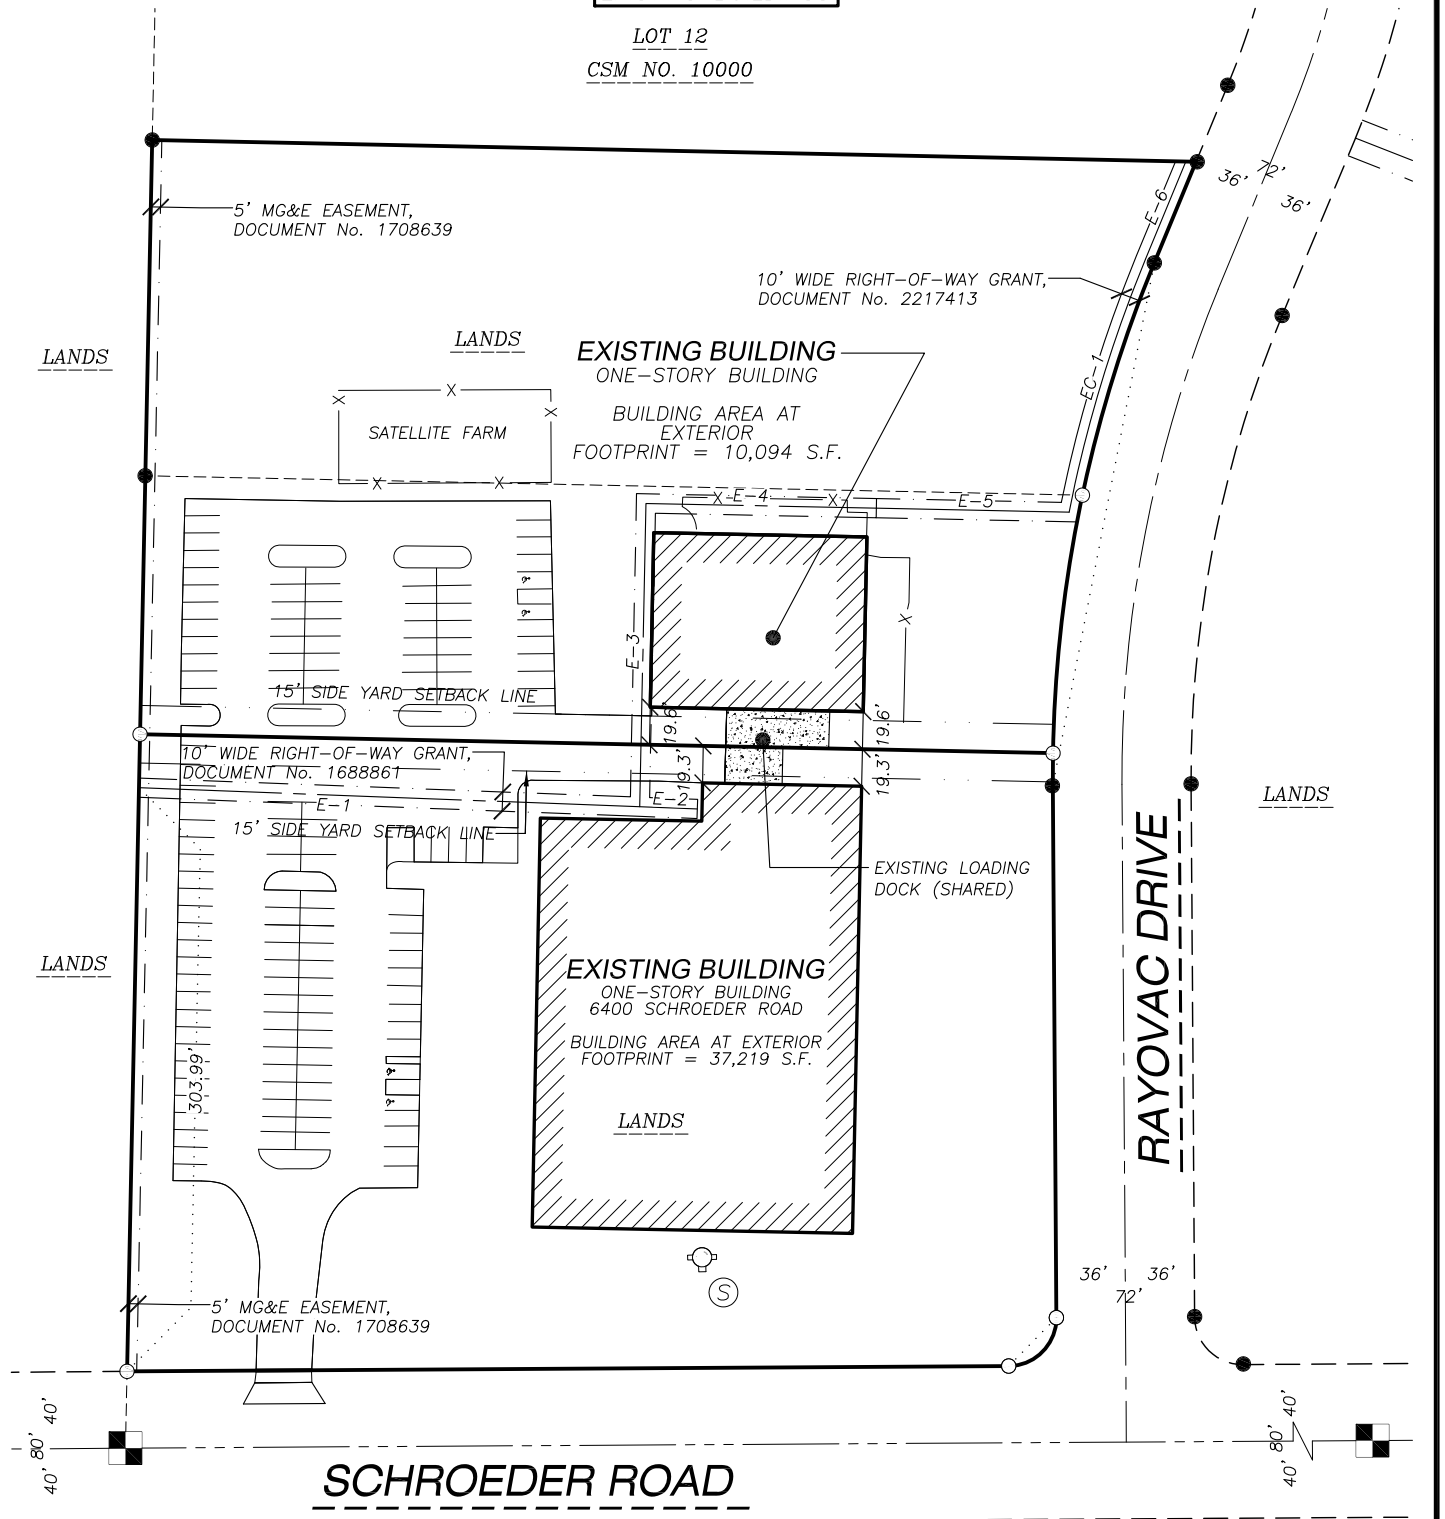 LOT 12
CSM NO. 10000
72'
36'
36'
E-6
5' MG&E EASEMENT,
DOCUMENT No. 1708639
10' WIDE RIGHT-OF-WAY GRANT,
DOCUMENT No. 2217413
LANDS
LANDS
EXISTING BUILDING
ONE-STORY BUILDING
BUILDING AREA AT
EXTERIOR
FOOTPRINT = 10,094 S.F.
EC-1
X
X
X
SATELLITE FARM
X
X
X
E-4
X
E-5
X
E-3
15' SIDE YARD SETBACK LINE
19.6'
19.6'
10' WIDE RIGHT-OF-WAY GRANT,
DOCUMENT No. 1688861
19.3'
19.3'
E-1
E-2
15' SIDE YARD SETBACK LINE
LANDS
EXISTING LOADING
DOCK (SHARED)
RAYOVAC DRIVE
LANDS
EXISTING BUILDING
ONE-STORY BUILDING
6400 SCHROEDER ROAD
BUILDING AREA AT EXTERIOR
FOOTPRINT = 37,219 S.F.
303.99'
LANDS
S
36'
36'
72'
5' MG&E EASEMENT,
DOCUMENT No. 1708639
40'
80'
40'
40'
80'
40'
SCHROEDER ROAD